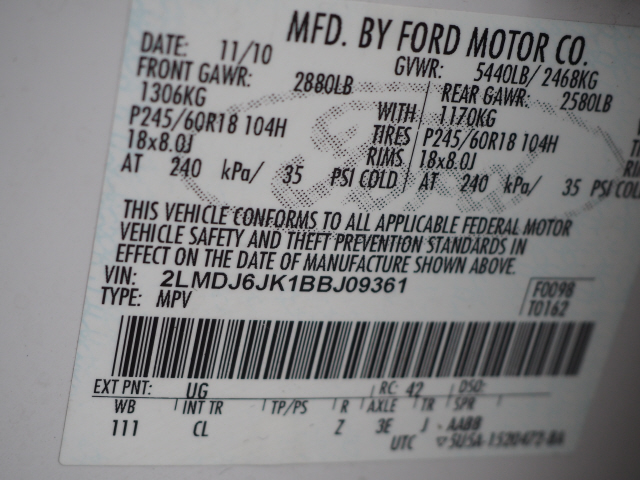 MFD. BY FORD MOTOR CO.
DATE: 11/10 GVWR: 5440LB/ 2468KG
FRONT GAWR: 2880LB REAR GAWR: 2580LB
1306KG WITH 1170KG
P245/60R18 104H TIRES P245/60R18 104H
18x8.0J RIMS 18x8.0J
AT 240 kPa/ 35 PSI COLD AT 240 kPa/ 35 PSI COLD
THIS VEHICLE CONFORMS TO ALL APPLICABLE FEDERAL MOTOR
VEHICLE SAFETY AND THEFT PREVENTION STANDARDS IN
EFFECT ON THE DATE OF MANUFACTURE SHOWN ABOVE.
VIN: 2LMDJ6JK1BBJ09361 F0098
TYPE: MPV T0162
EXT PNT: UG RC: 42 DSO:
WB INT TR TP/PS R AXLE TR SPR
111 CL Z 3E J AABB
UTC